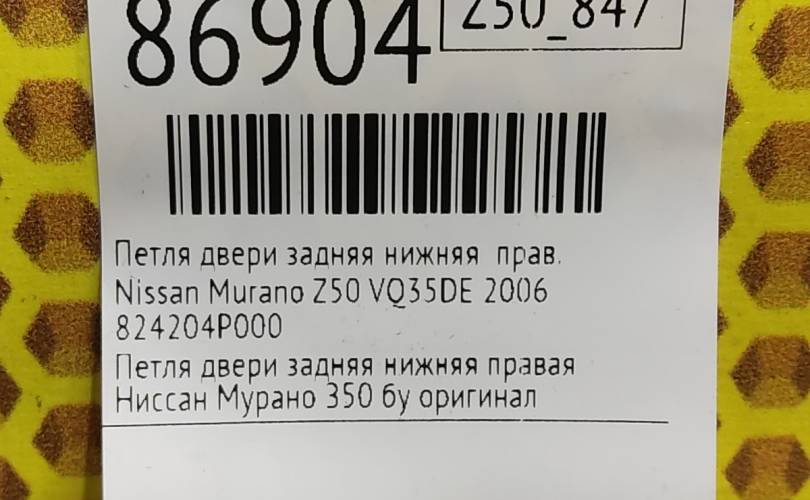 86904
Z50_847
Петля двери задняя нижняя прав.
Nissan Murano Z50 VQ35DE 2006
824204P000
Петля двери задняя нижняя правая
Ниссан Мурано 350 бу оригинал